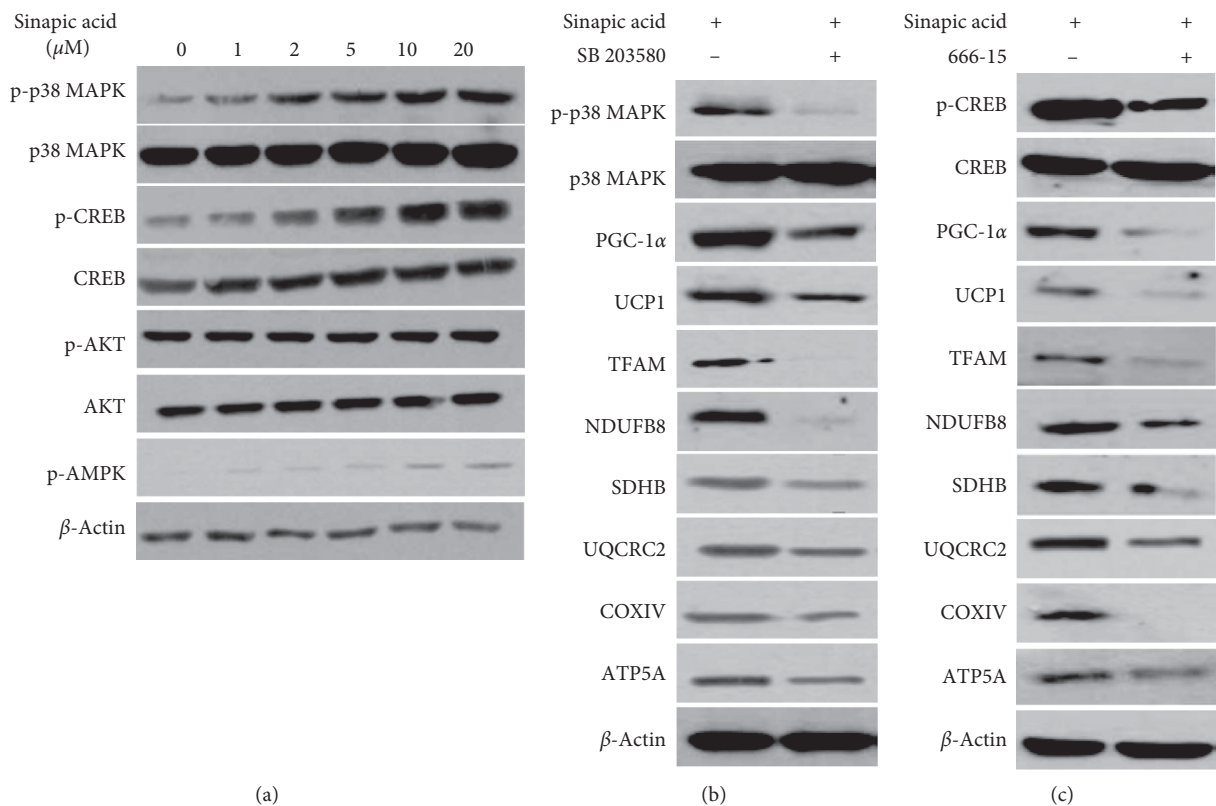 Sinapic acid
(μM)
0 1 2 5 10 20
p-p38 MAPK
p38 MAPK
p-CREB
CREB
p-AKT
AKT
p-AMPK
β-Actin
(a)
Sinapic acid + +
SB 203580 – +
p-p38 MAPK
p38 MAPK
PGC-1α
UCP1
TFAM
NDUFB8
SDHB
UQCRC2
COXIV
ATP5A
β-Actin
(b)
Sinapic acid + +
666-15 – +
p-CREB
CREB
PGC-1α
UCP1
TFAM
NDUFB8
SDHB
UQCRC2
COXIV
ATP5A
β-Actin
(c)